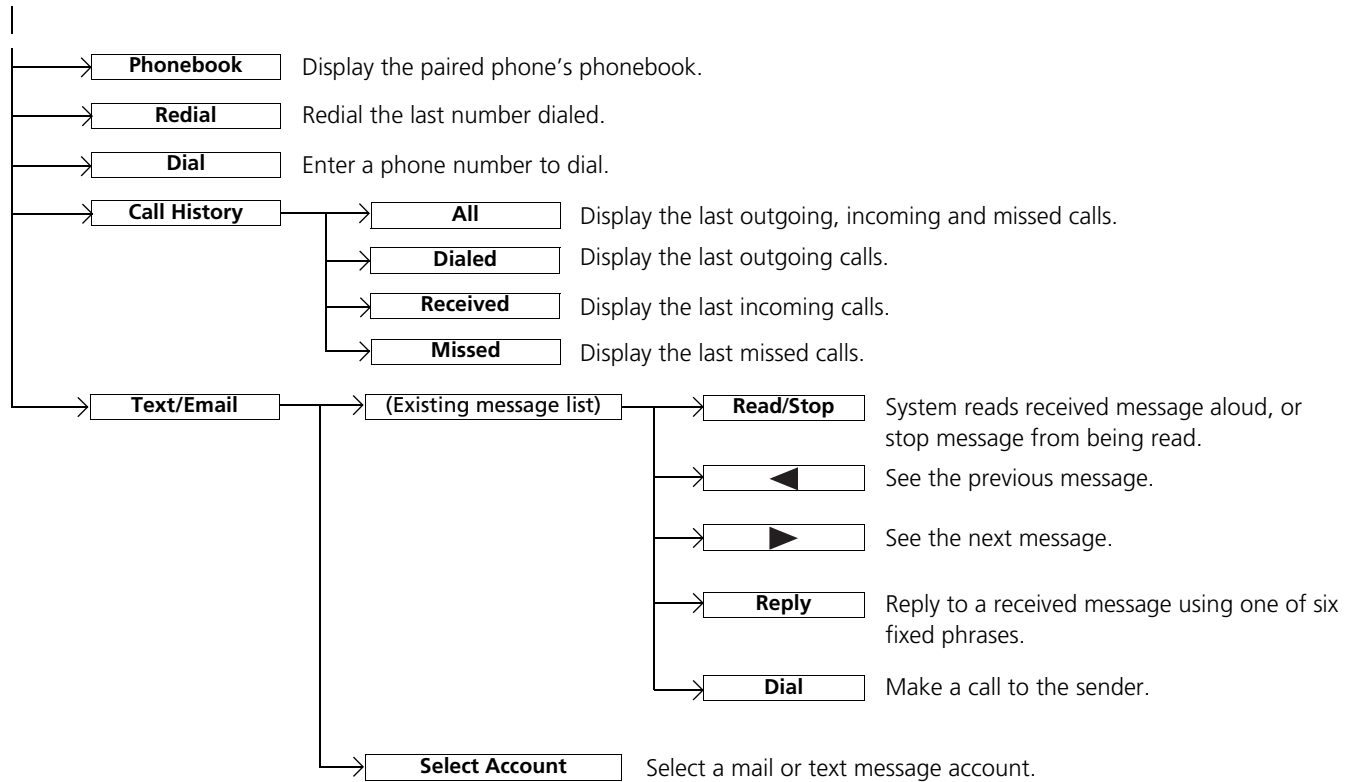 Phonebook Display the paired phone’s phonebook.
Redial Redial the last number dialed.
Dial Enter a phone number to dial.
Call History All Display the last outgoing, incoming and missed calls.
Dialed Display the last outgoing calls.
Received Display the last incoming calls.
Missed Display the last missed calls.
Text/Email (Existing message list) Read/Stop System reads received message aloud, or
stop message from being read.
◄ See the previous message.
► See the next message.
Reply Reply to a received message using one of six
fixed phrases.
Dial Make a call to the sender.
Select Account Select a mail or text message account.